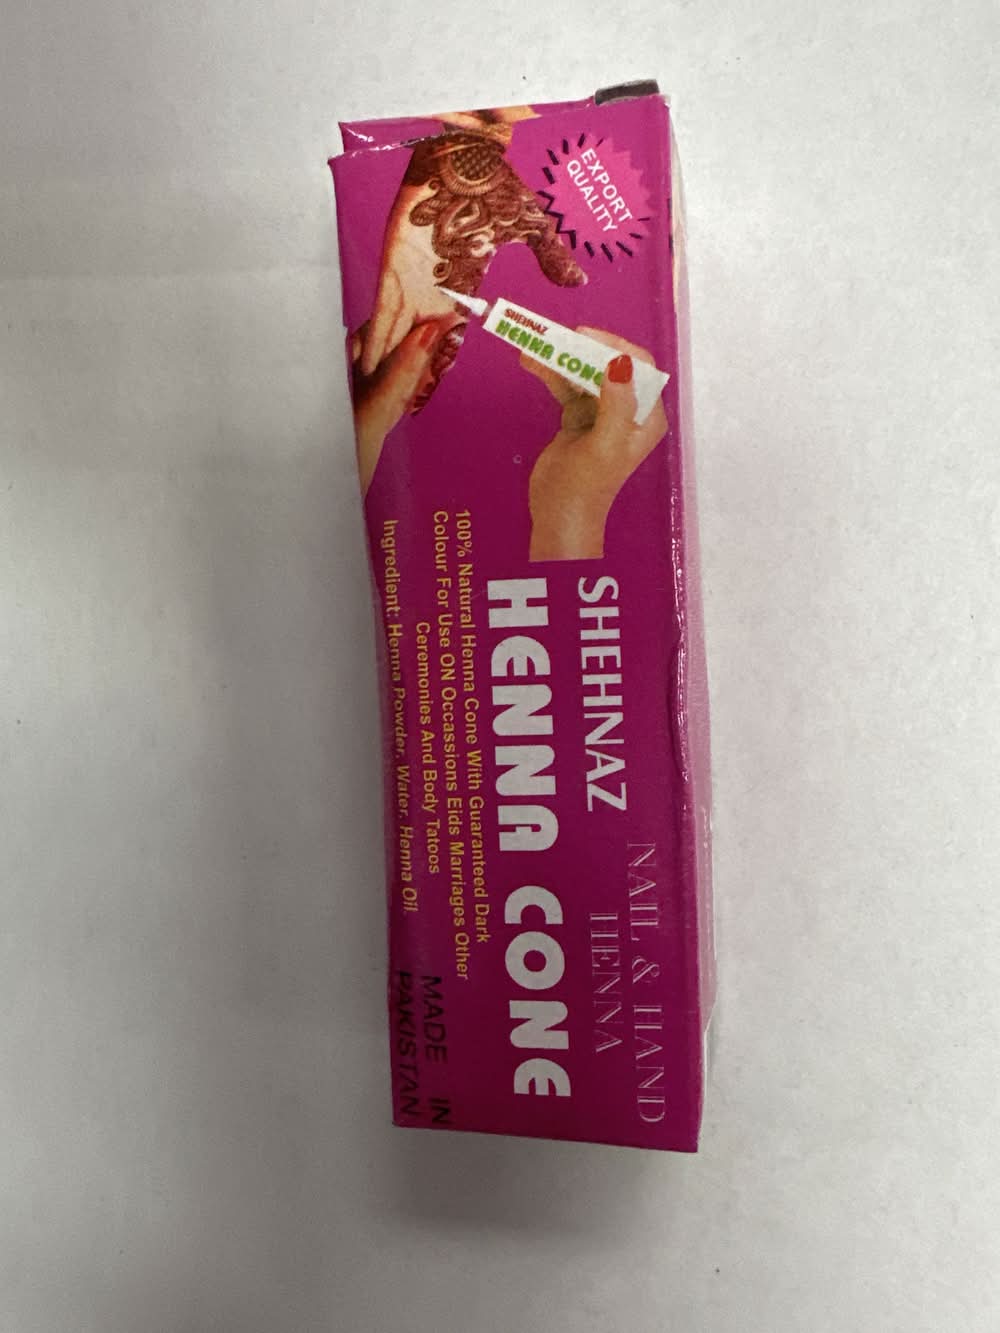 EXPORT
QUALITY
SHEHNAZ
HENNA CONE
NAIL & HAND
HENNA
SHEHNAZ
HENNA CONE
100% Natural Henna Cone With Guaranteed Dark
Colour For Use ON Occassions Eids Marriages Other
Ceremonies And Body Tatoos
Ingredient: Henna Powder, Water, Henna Oil.
MADE IN
PAKISTAN